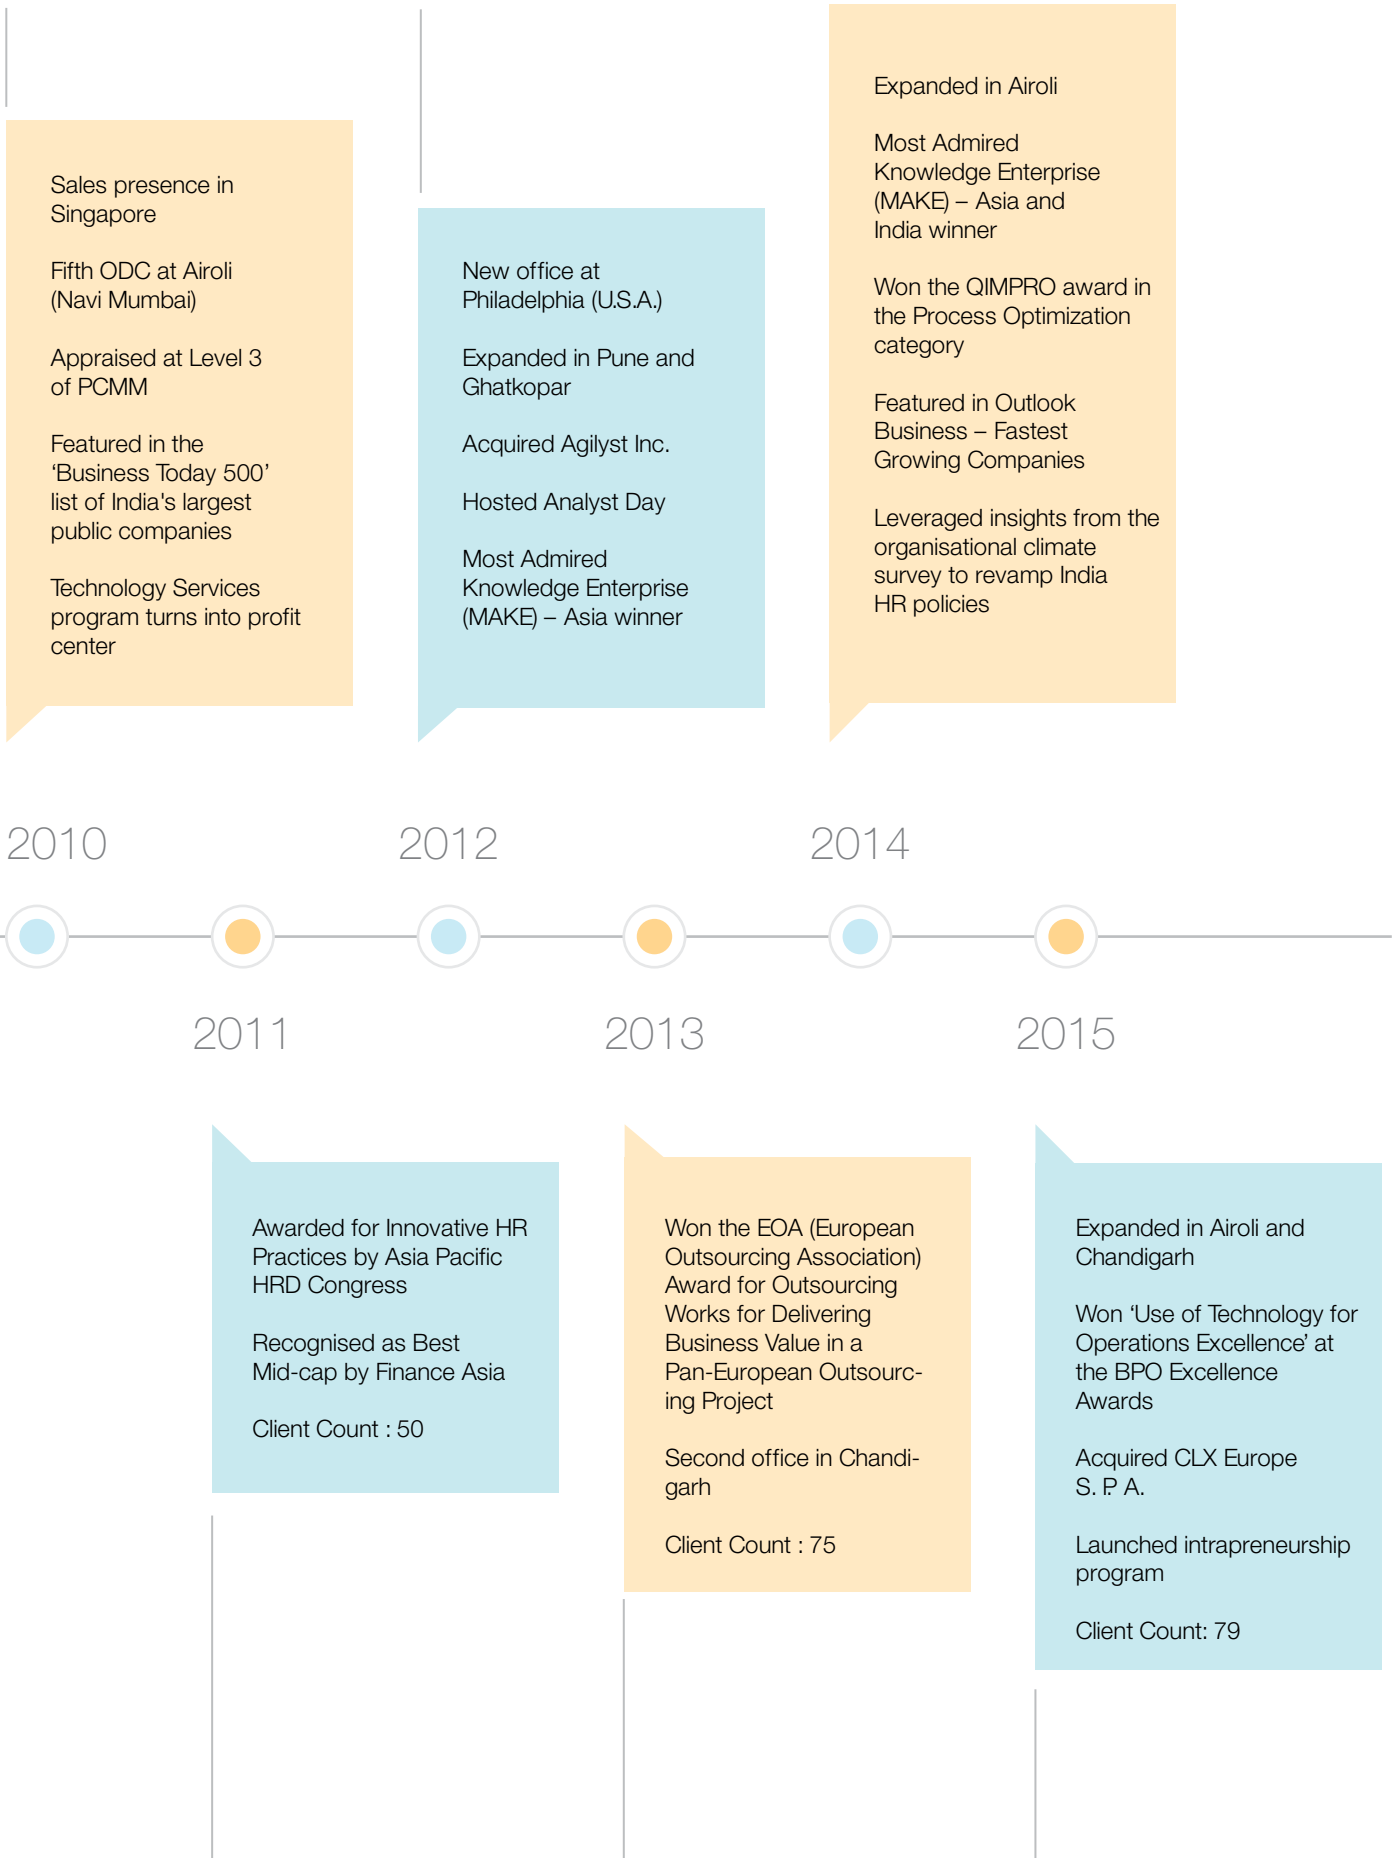 Sales presence in
Singapore
Fifth ODC at Airoli
(Navi Mumbai)
Appraised at Level 3
of PCMM
Featured in the
‘Business Today 500’
list of India's largest
public companies
Technology Services
program turns into profit
center
New office at
Philadelphia (U.S.A.)
Expanded in Pune and
Ghatkopar
Acquired Agilyst Inc.
Hosted Analyst Day
Most Admired
Knowledge Enterprise
(MAKE) – Asia winner
Expanded in Airoli
Most Admired
Knowledge Enterprise
(MAKE) – Asia and
India winner
Won the QIMPRO award in
the Process Optimization
category
Featured in Outlook
Business – Fastest
Growing Companies
Leveraged insights from the
organisational climate
survey to revamp India
HR policies
2010
2012
2014
2011
2013
2015
Awarded for Innovative HR
Practices by Asia Pacific
HRD Congress
Recognised as Best
Mid-cap by Finance Asia
Client Count : 50
Won the EOA (European
Outsourcing Association)
Award for Outsourcing
Works for Delivering
Business Value in a
Pan-European Outsourc-
ing Project
Second office in Chandi-
garh
Client Count : 75
Expanded in Airoli and
Chandigarh
Won ‘Use of Technology for
Operations Excellence’ at
the BPO Excellence
Awards
Acquired CLX Europe
S. P. A.
Launched intrapreneurship
program
Client Count: 79